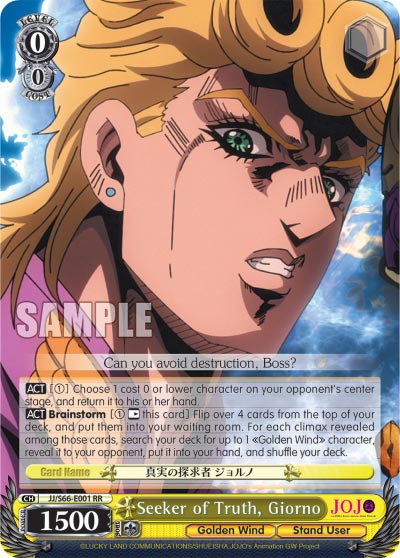 LEVEL
0
0
COST
SAMPLE
Can you avoid destruction, Boss?
ACT [①] Choose 1 cost 0 or lower character on your opponent's center
stage, and return it to his or her hand.
ACT Brainstorm [① this card] Flip over 4 cards from the top of your
deck, and put them into your waiting room. For each climax revealed
among those cards, search your deck for up to 1 «Golden Wind» character,
reveal it to your opponent, put it into your hand, and shuffle your deck.
Card Name 真実の探求者 ジョルノ
CD JJ/S66-E001 RR
POWER 1500 SOUL Seeker of Truth, Giorno JOJO
Golden Wind Stand User
©LUCKY LAND COMMUNICATIONS/SHUEISHA,JOJO's Animation GW Project